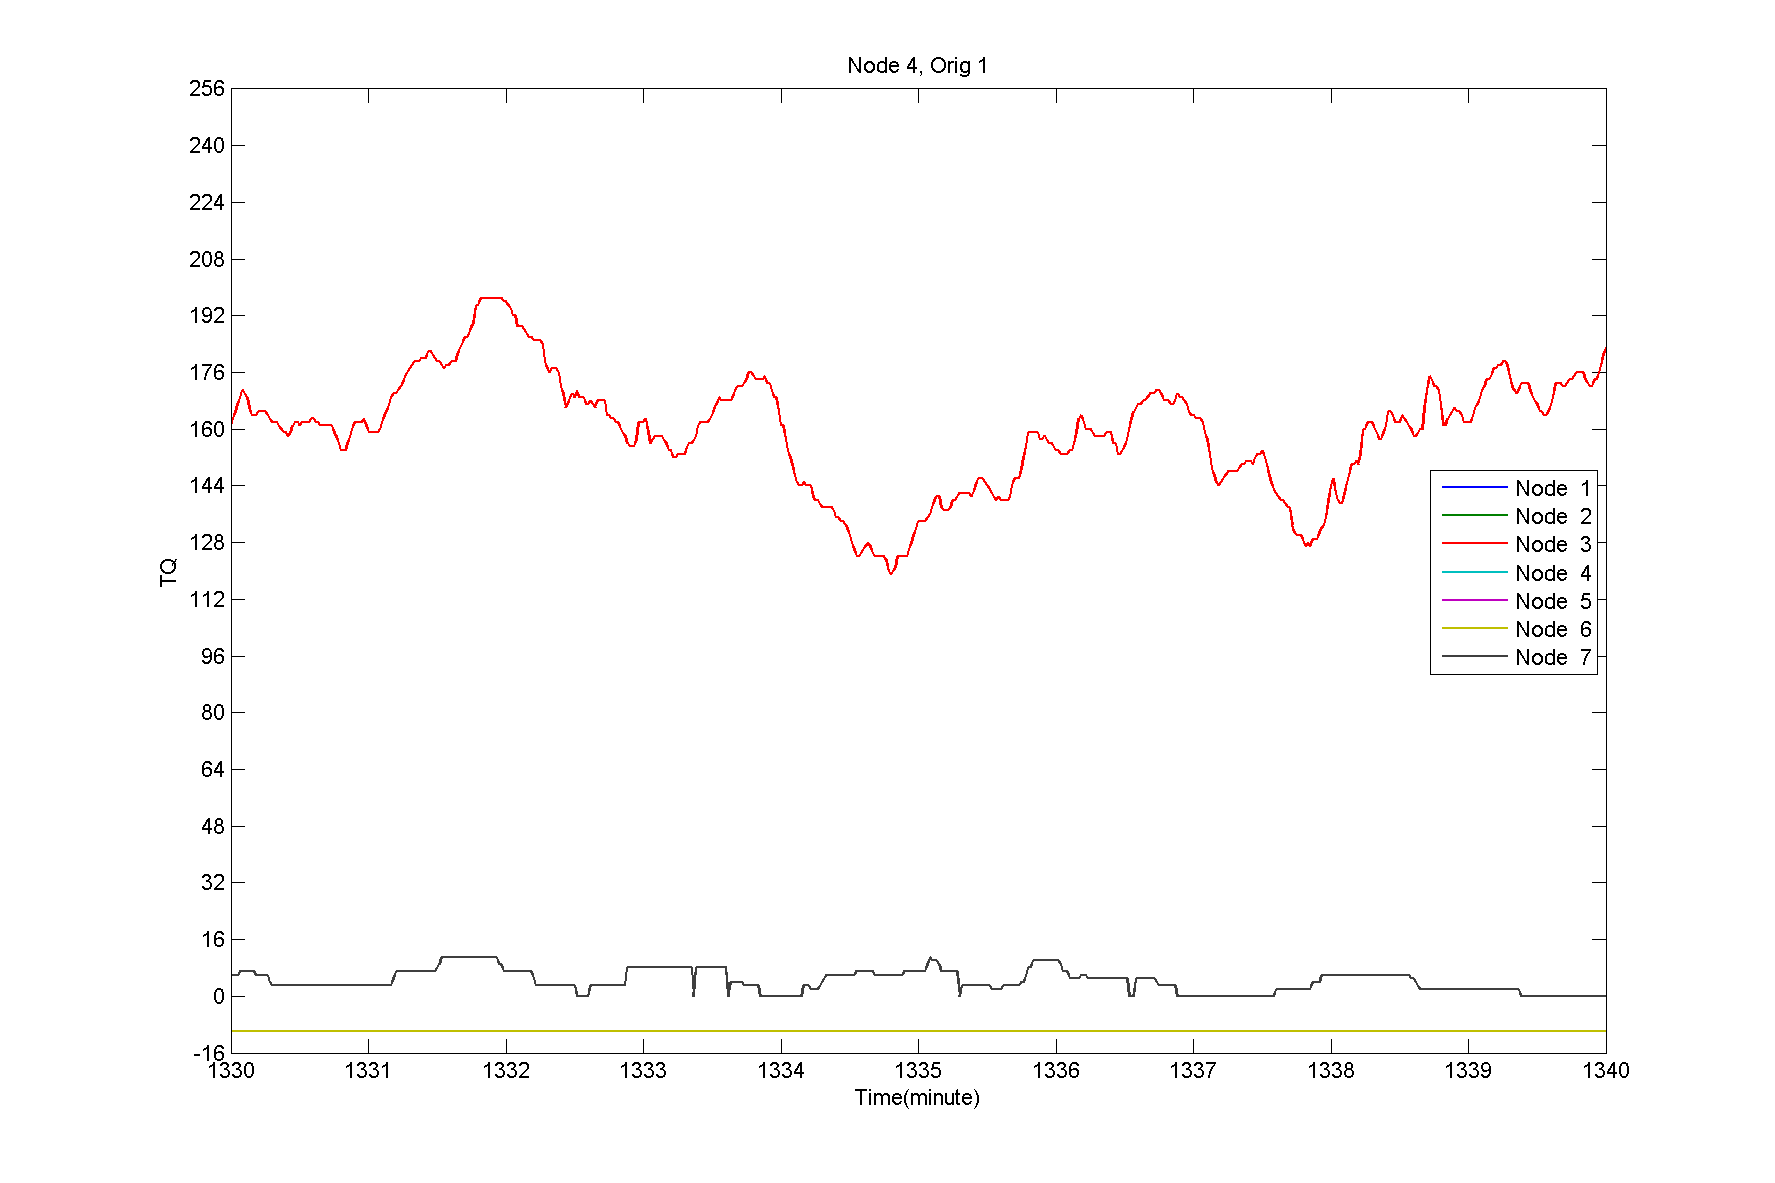 Node 4, Orig 1
256
240
224
208
192
176
160
144
128
112
96
80
64
48
32
16
0
-16
TQ
Node 1
Node 2
Node 3
Node 4
Node 5
Node 6
Node 7
1330 1331 1332 1333 1334 1335 1336 1337 1338 1339 1340
Time(minute)